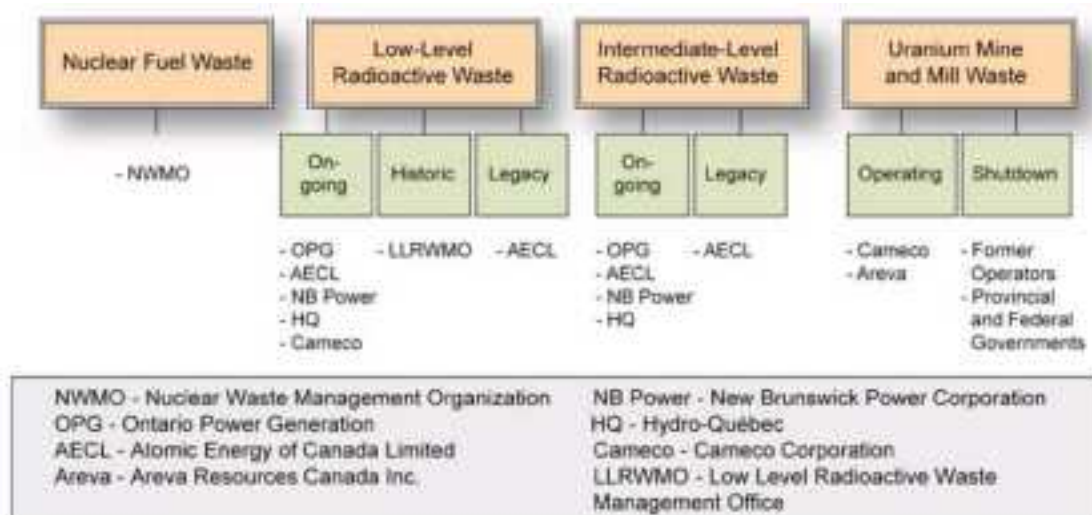 Nuclear Fuel Waste
- NWMO
Low-Level
Radioactive Waste
On-
going
- OPG
- AECL
- NB Power
- HQ
- Cameco
Historic
- LLRWMO
Legacy
- AECL
Intermediate-Level
Radioactive Waste
On-
going
- OPG
- AECL
- NB Power
- HQ
Legacy
- AECL
Uranium Mine
and Mill Waste
Operating
- Cameco
- Areva
Shutdown
- Former
Operators
- Provincial
and Federal
Governments
NWMO - Nuclear Waste Management Organization
OPG - Ontario Power Generation
AECL - Alomic Energy of Canada Limited
Areva - Areva Resources Canada Inc.
NB Power - New Brunswick Power Corporation
HQ - Hydro-Québec
Cameco - Cameco Corporation
LLRWMO - Low Level Radioactive Waste
Management Office